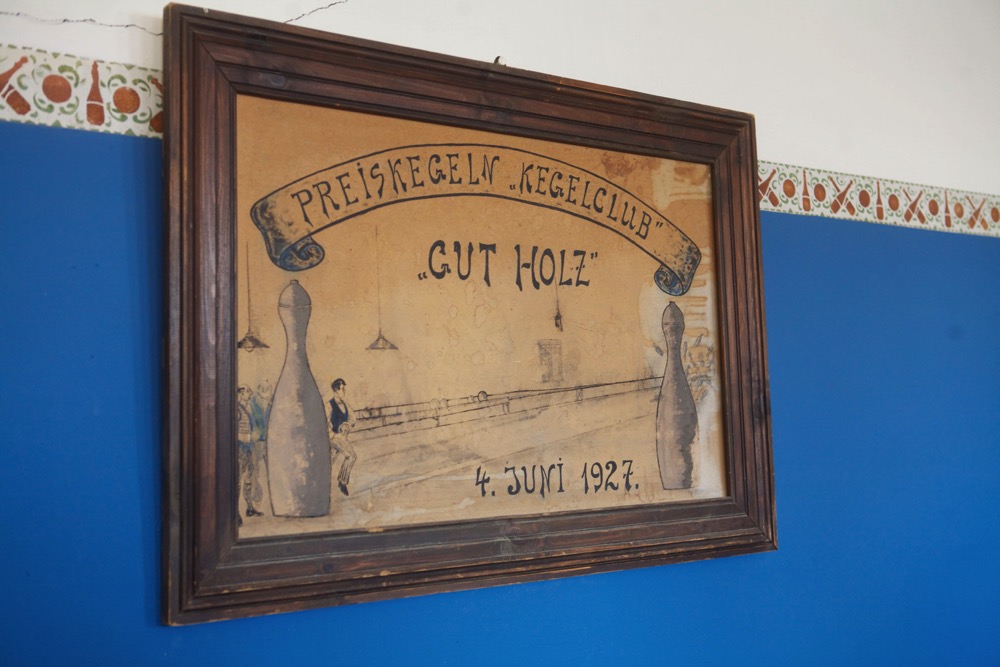 PREISKEGELN „KEGELCLUB"
„GUT HOLZ"
4. JUNI 1927.